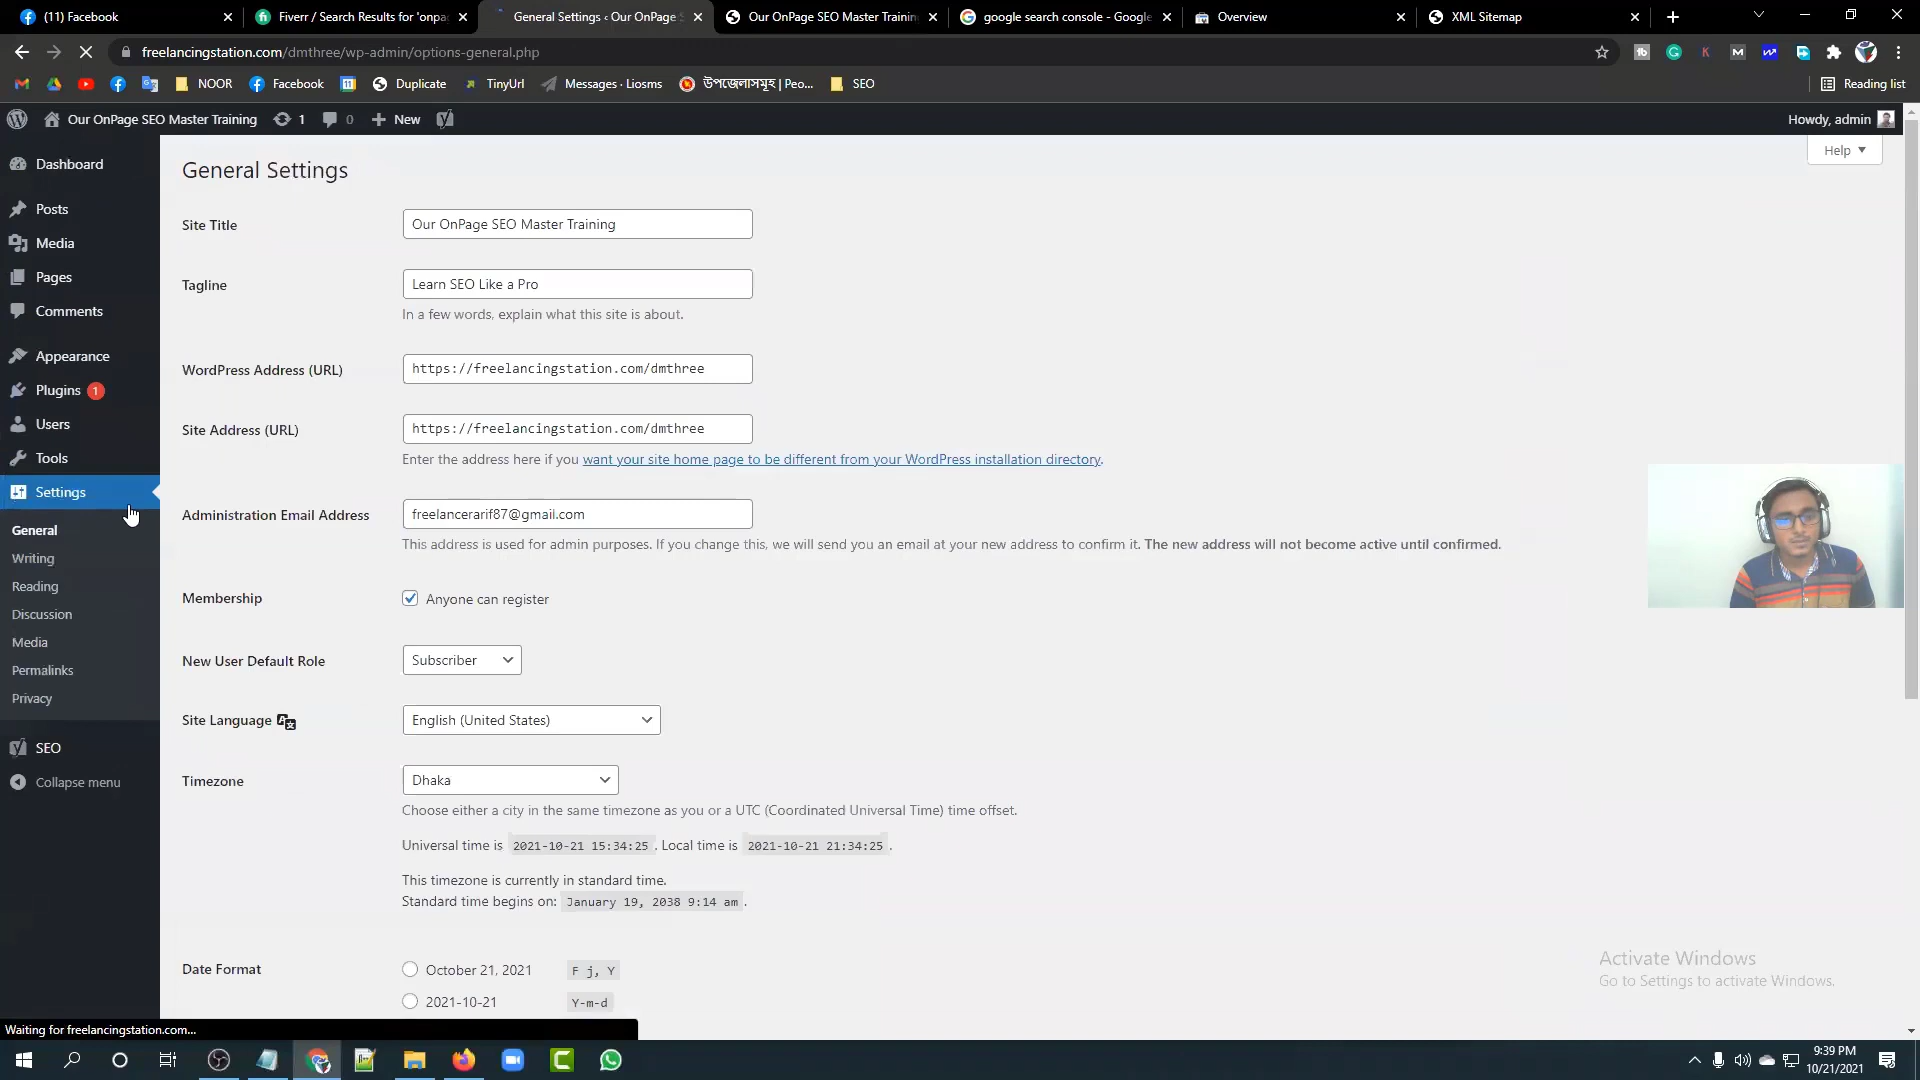 (11) Facebook
Fiverr / Search Results for 'onpa
General Settings ‹ Our OnPage S
Our OnPage SEO Master Trainin
google search console - Google
Overview
XML Sitemap
freelancingstation.com/dmthree/wp-admin/options-general.php
NOOR
Facebook
Duplicate
TinyUrl
Messages · Liosms
উপজেলাসমূহ | Peo...
SEO
Reading list
Our OnPage SEO Master Training
1
0
New
Howdy, admin
Dashboard
Posts
Media
Pages
Comments
Appearance
Plugins 1
Users
Tools
Settings
General
Writing
Reading
Discussion
Media
Permalinks
Privacy
SEO
Collapse menu
Help
General Settings
Site Title
Our OnPage SEO Master Training
Tagline
Learn SEO Like a Pro
In a few words, explain what this site is about.
WordPress Address (URL)
https://freelancingstation.com/dmthree
Site Address (URL)
https://freelancingstation.com/dmthree
Enter the address here if you want your site home page to be different from your WordPress installation directory.
Administration Email Address
freelancerarif87@gmail.com
This address is used for admin purposes. If you change this, we will send you an email at your new address to confirm it. The new address will not become active until confirmed.
Membership
Anyone can register
New User Default Role
Subscriber
Site Language
English (United States)
Timezone
Dhaka
Choose either a city in the same timezone as you or a UTC (Coordinated Universal Time) time offset.
Universal time is 2021-10-21 15:34:25 . Local time is 2021-10-21 21:34:25 .
This timezone is currently in standard time.
Standard time begins on: January 19, 2038 9:14 am .
Date Format
October 21, 2021 F j, Y
2021-10-21 Y-m-d
Activate Windows
Go to Settings to activate Windows.
Waiting for freelancingstation.com...
9:39 PM
10/21/2021